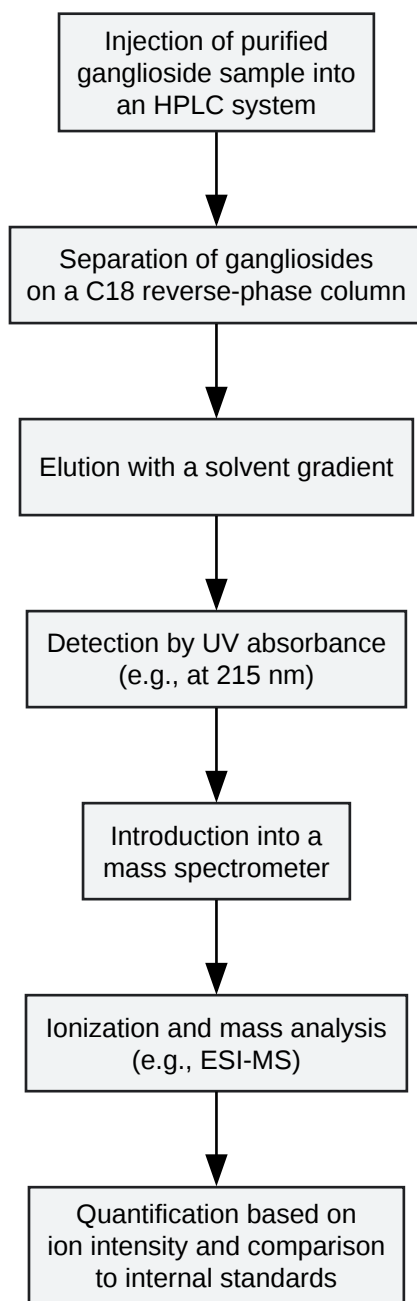 Injection of purified
ganglioside sample into
an HPLC system
Separation of gangliosides
on a C18 reverse-phase column
Elution with a solvent gradient
Detection by UV absorbance
(e.g., at 215 nm)
Introduction into a
mass spectrometer
Ionization and mass analysis
(e.g., ESI-MS)
Quantification based on
ion intensity and comparison
to internal standards